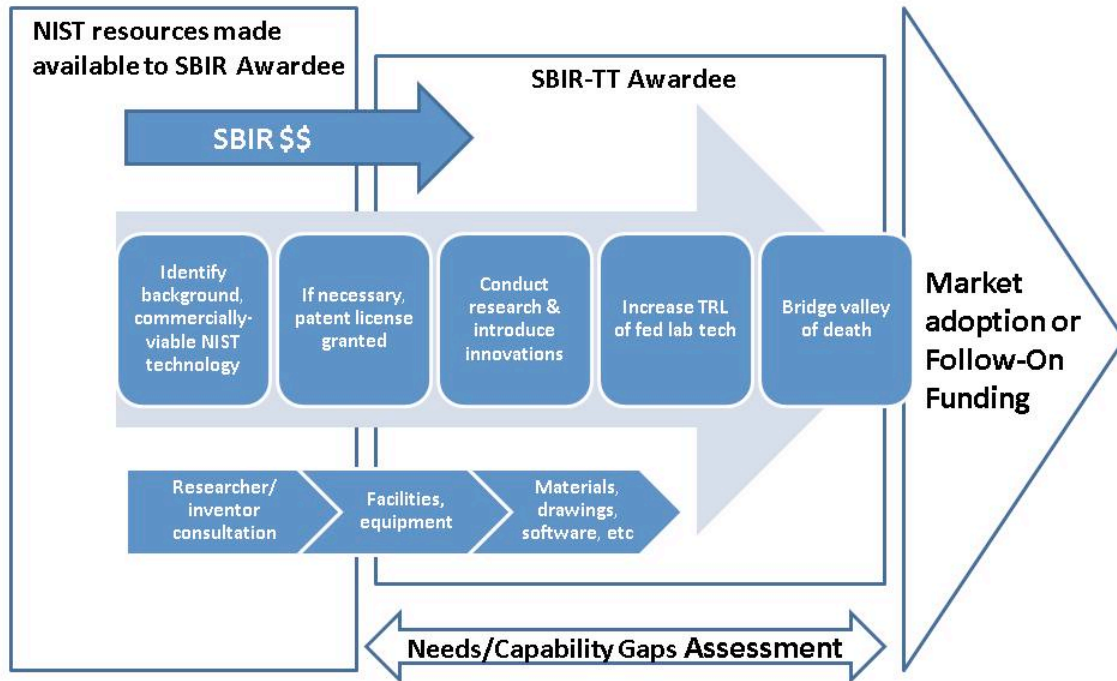 NIST resources made
available to SBIR Awardee
SBIR-TT Awardee
SBIR $$
Identify
background,
commercially-
viable NIST
technology
If necessary,
patent license
granted
Conduct
research &
introduce
innovations
Increase TRL
of fed lab tech
Bridge valley
of death
Market
adoption or
Follow-On
Funding
Researcher/
inventor
consultation
Facilities,
equipment
Materials,
drawings,
software, etc
Needs/Capability Gaps Assessment